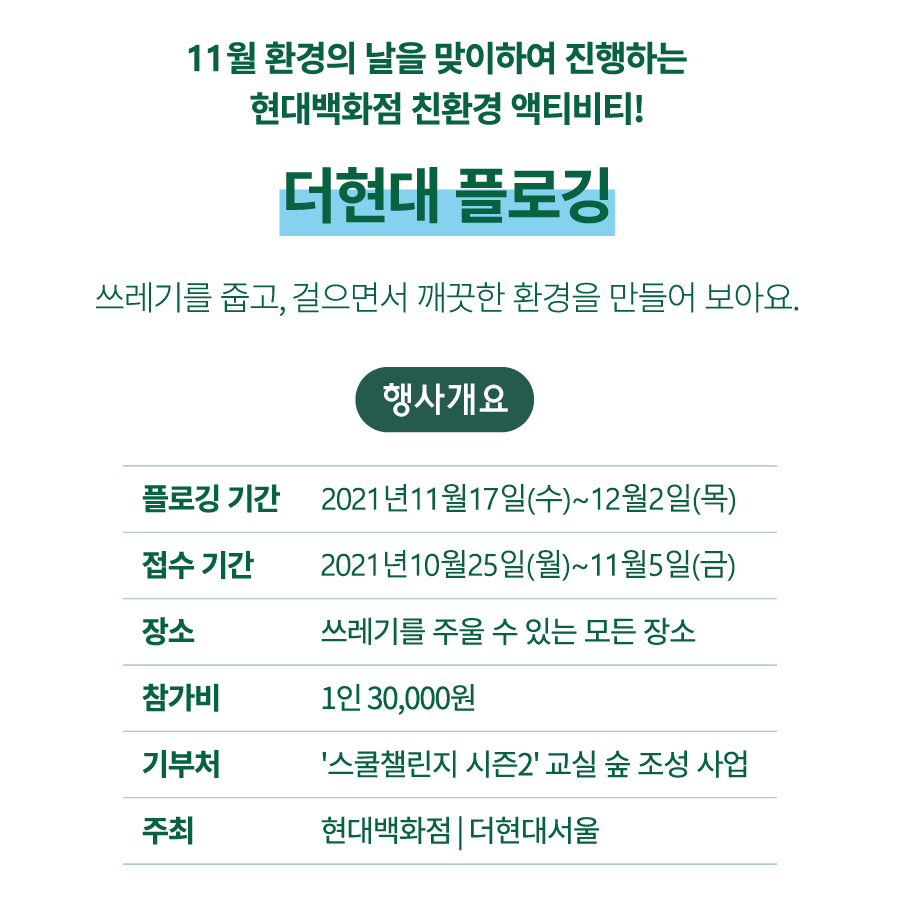 11월 환경의 날을 맞이하여 진행하는
현대백화점 친환경 액티비티!
더현대 플로깅
쓰레기를 줍고, 걸으면서 깨끗한 환경을 만들어 보아요.
행사개요
플로깅 기간 2021년11월17일(수)~12월2일(목)
접수 기간 2021년10월25일(월)~11월5일(금)
장소 쓰레기를 주울 수 있는 모든 장소
참가비 1인 30,000원
기부처 '스쿨챌린지 시즌2' 교실 숲 조성 사업
주최 현대백화점 | 더현대서울